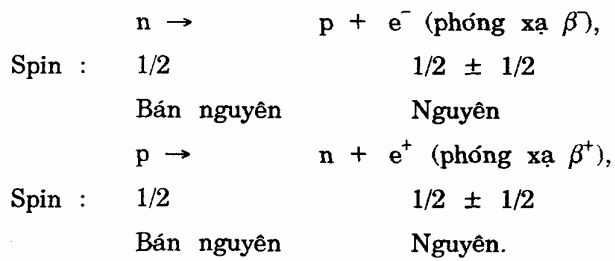 n → p + e⁻ (phóng xạ β⁻),
Spin : 1/2 1/2 ± 1/2
Bán nguyên Nguyên
p → n + e⁺ (phóng xạ β⁺),
Spin : 1/2 1/2 ± 1/2
Bán nguyên Nguyên.